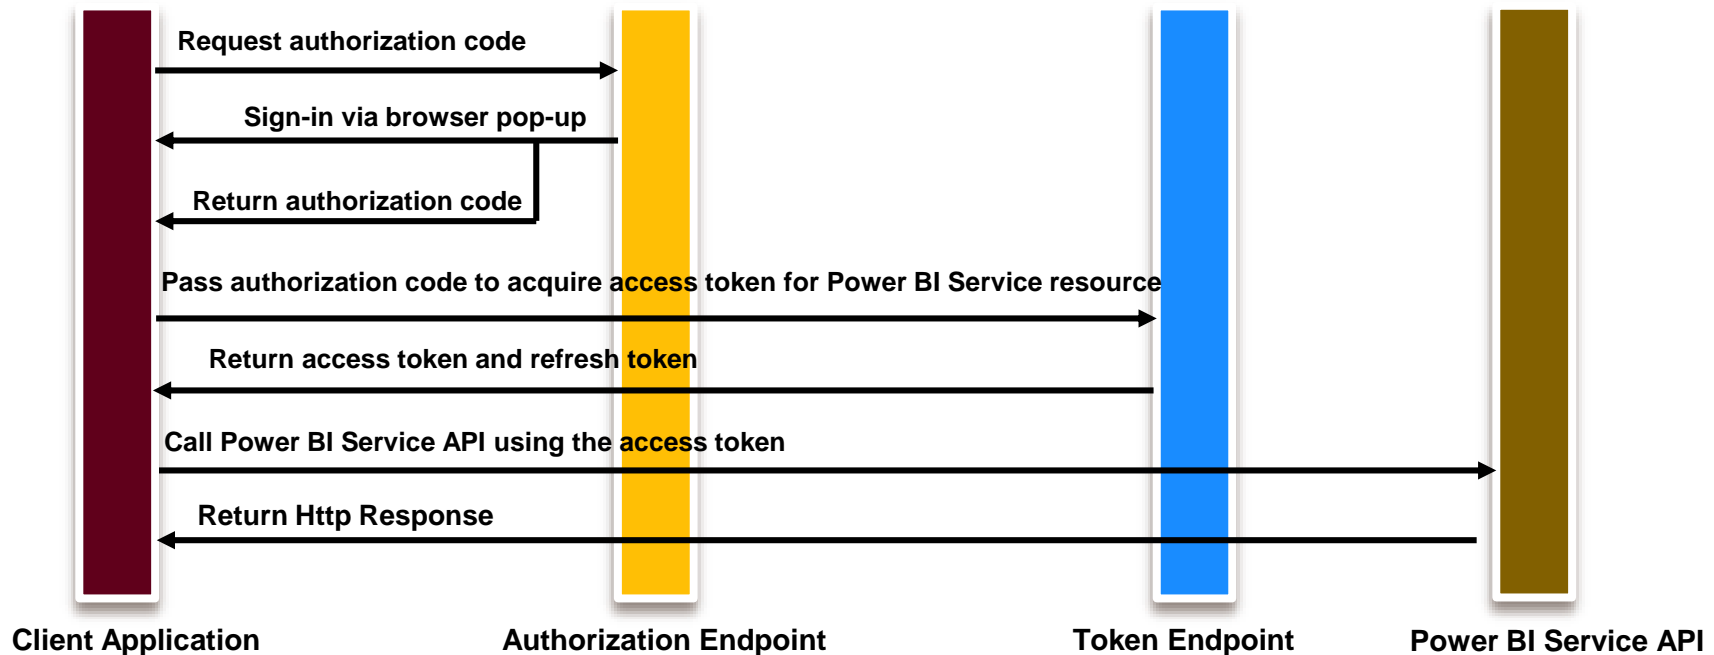 Request authorization code
Sign-in via browser pop-up
Return authorization code
Pass authorization code to acquire access token for Power BI Service resource
Return access token and refresh token
Call Power BI Service API using the access token
Return Http Response
Client Application
Authorization Endpoint
Token Endpoint
Power BI Service API